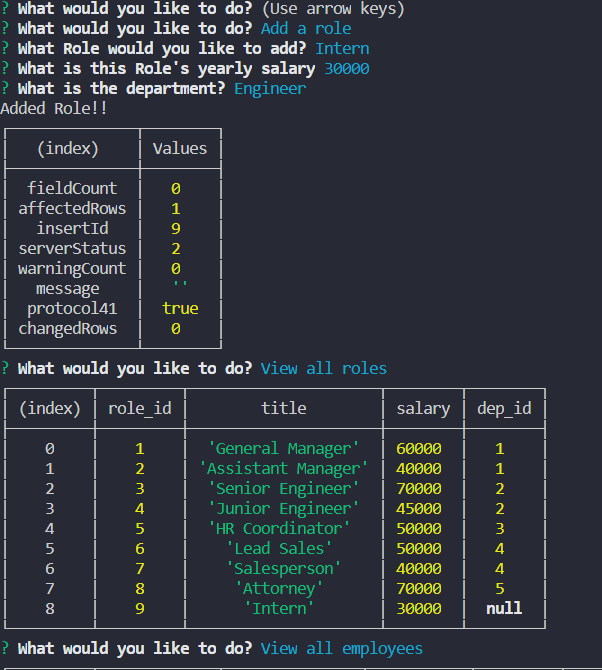 ? What would you like to do? (Use arrow keys)
? What would you like to do? Add a role
? What Role would you like to add? Intern
? What is this Role's yearly salary 30000
? What is the department? Engineer
Added Role!!
(index) Values
fieldCount 0
affectedRows 1
insertId 9
serverStatus 2
warningCount 0
message ''
protocol41 true
changedRows 0
? What would you like to do? View all roles
(index) role_id title salary dep_id
0 1 'General Manager' 60000 1
1 2 'Assistant Manager' 40000 1
2 3 'Senior Engineer' 70000 2
3 4 'Junior Engineer' 45000 2
4 5 'HR Coordinator' 50000 3
5 6 'Lead Sales' 50000 4
6 7 'Salesperson' 40000 4
7 8 'Attorney' 70000 5
8 9 'Intern' 30000 null
? What would you like to do? View all employees